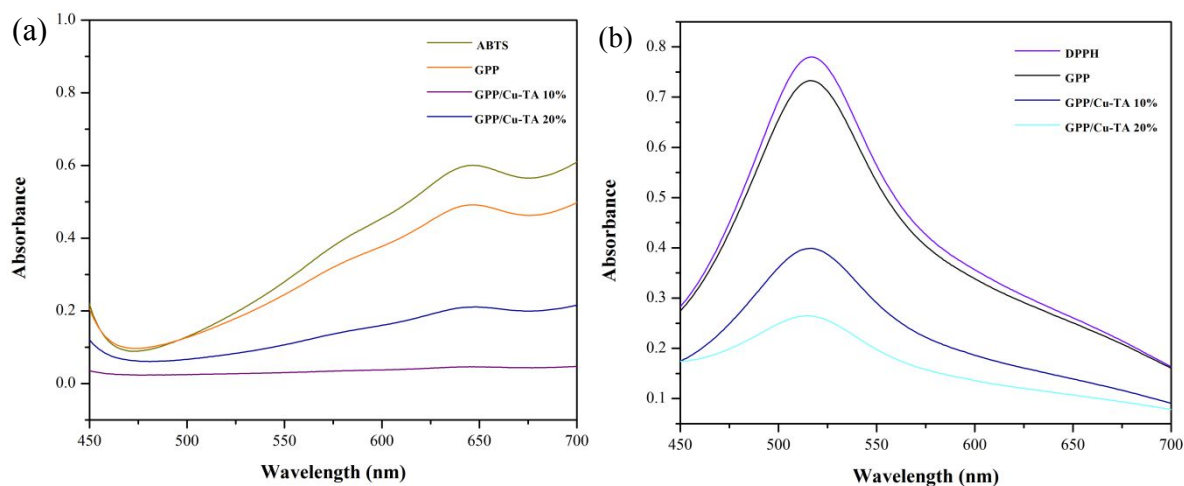 (a)
1.0
0.8
0.6
0.4
0.2
0.0
Absorbance
ABTS
GPP
GPP/Cu-TA 10%
GPP/Cu-TA 20%
450 500 550 600 650 700
Wavelength (nm)
(b)
0.8
0.7
0.6
0.5
0.4
0.3
0.2
0.1
Absorbance
DPPH
GPP
GPP/Cu-TA 10%
GPP/Cu-TA 20%
450 500 550 600 650 700
Wavelength (nm)